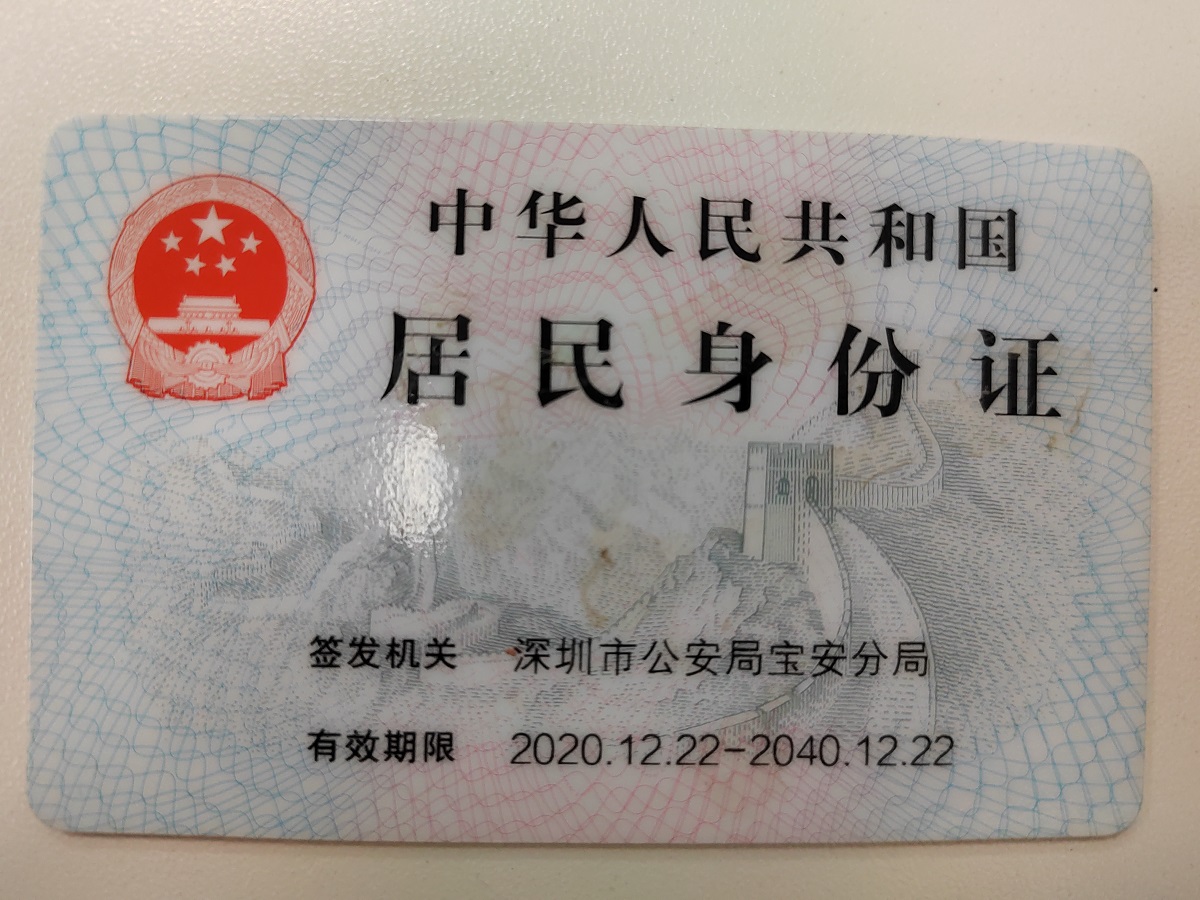 中华人民共和国
居民身份证
签发机关 深圳市公安局宝安分局
有效期限 2020.12.22-2040.12.22